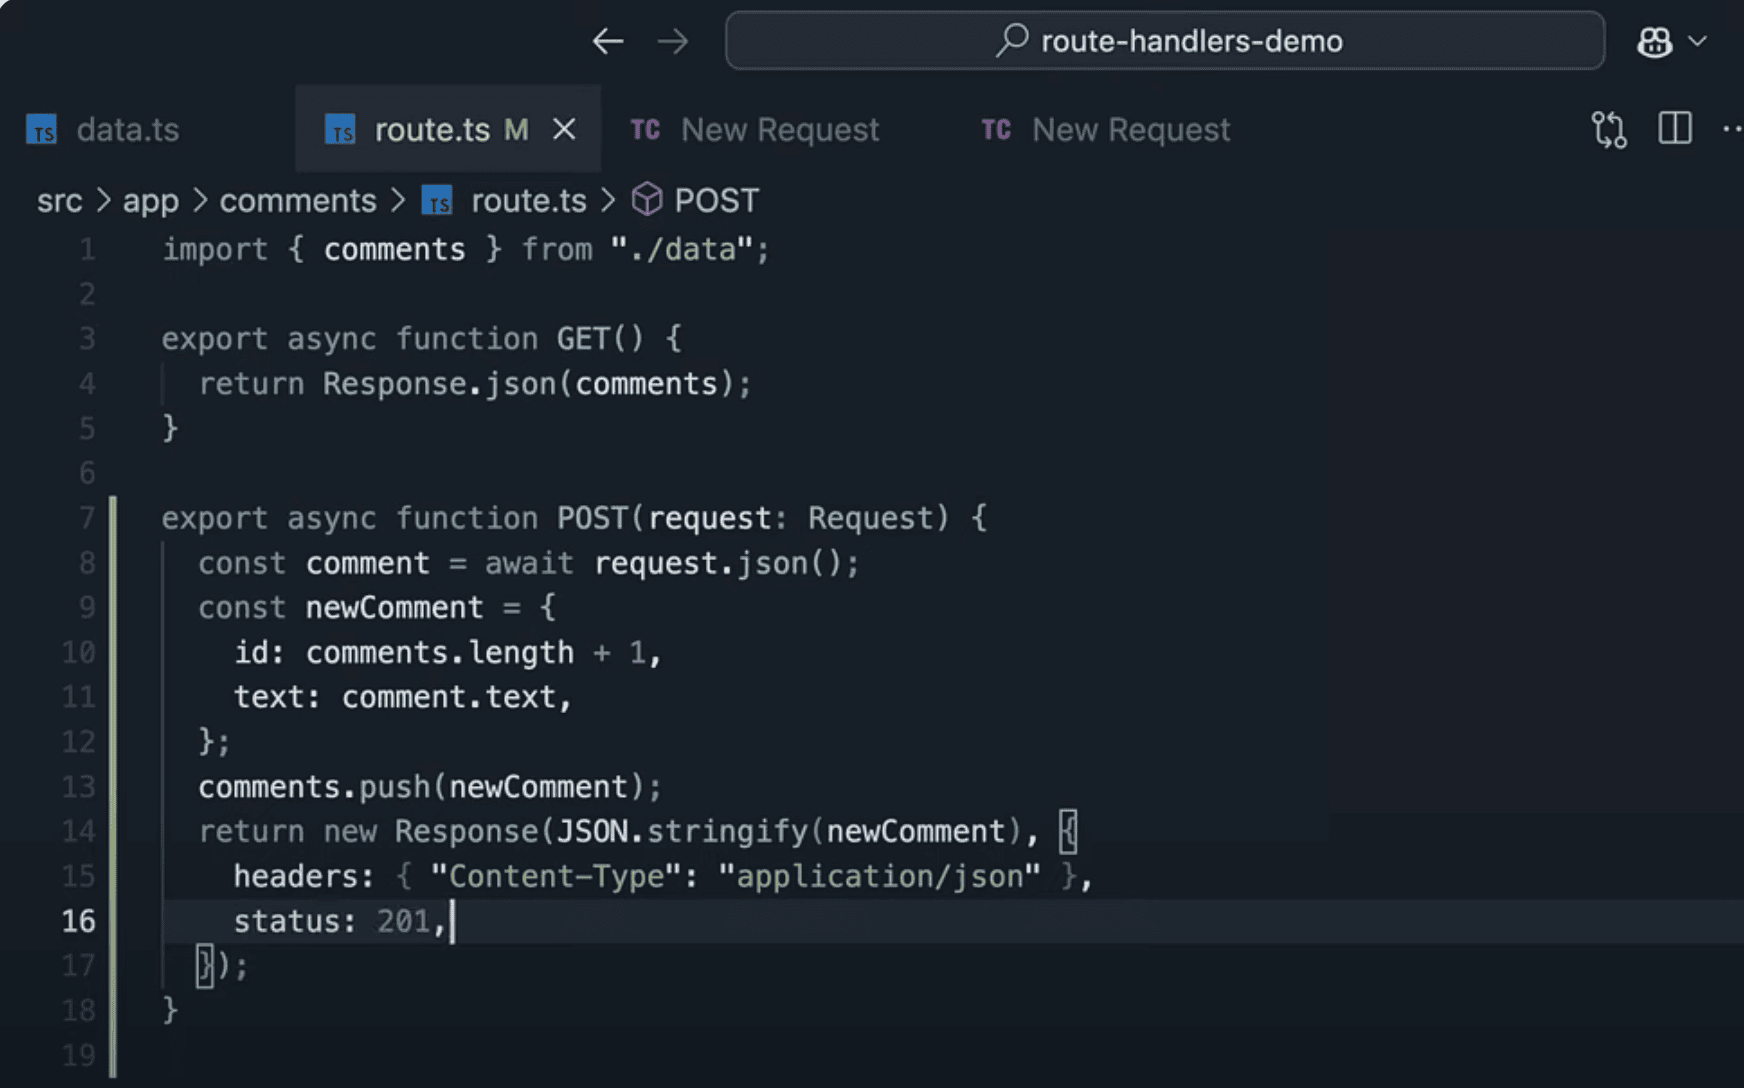 route-handlers-demo
TS data.ts TS route.ts M TC New Request TC New Request
src > app > comments > TS route.ts > POST
1 import { comments } from "./data";
2
3 export async function GET() {
4 return Response.json(comments);
5 }
6
7 export async function POST(request: Request) {
8 const comment = await request.json();
9 const newComment = {
10 id: comments.length + 1,
11 text: comment.text,
12 };
13 comments.push(newComment);
14 return new Response(JSON.stringify(newComment), {
15 headers: { "Content-Type": "application/json" },
16 status: 201,
17 });
18 }
19